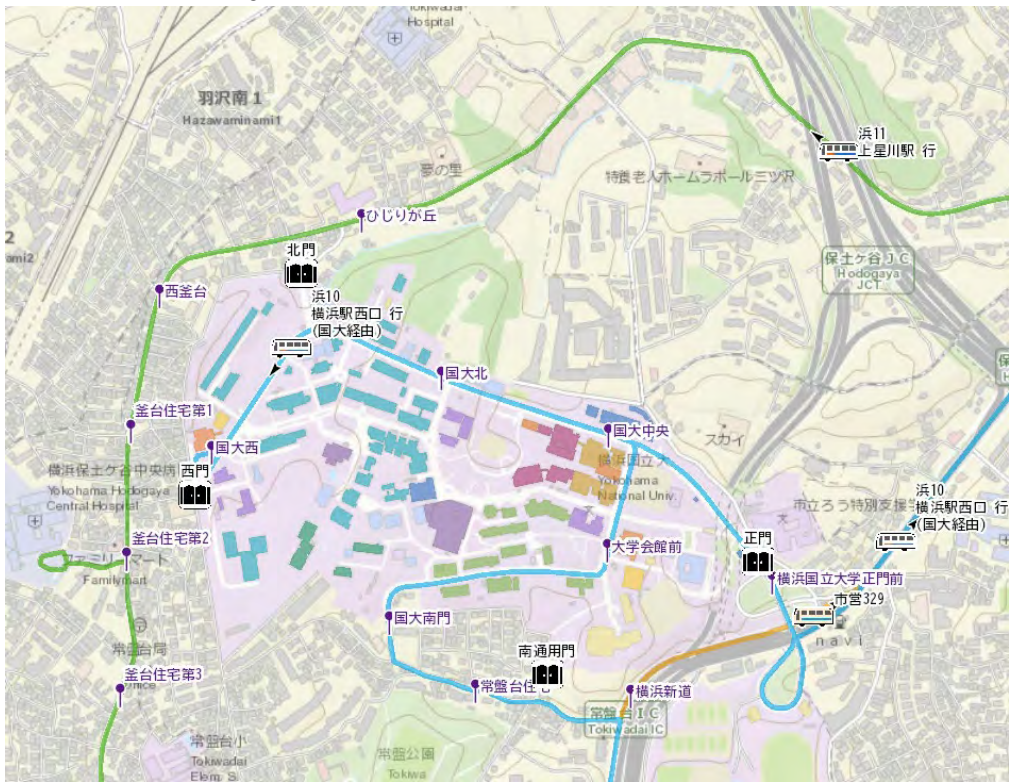 Tokiwadai
Hospital
羽沢南1
Hazawaminami1
夢の里
特養老人ホームラポール三ツ沢
浜11
上星川駅 行
ひじりが丘
2
ami2
北門
保土ケ谷JC
Hodogaya
JCT
西釜台
浜10
横浜駅西口 行
(国大経由)
国大北
釜台住宅第1
国大西
国大中央
スカイ
横浜保土ケ谷中央病
Yokohama Hodogaya
Central Hospital
西門
横浜国立大
Yokohama
National Univ.
市立ろう特別支援学
浜10
横浜駅西口 行
(国大経由)
釜台住宅第2
ファミリーマート
Familymart
大学会館前
正門
横浜国立大学正門前
市営329
navi
国大南門
常盤台局
南通用門
釜台住宅第3
常盤台住宅
横浜新道
常盤台IC
Tokiwadai IC
常盤台小
Tokiwadai
Elem. S.
常盤公園
Tokiwa